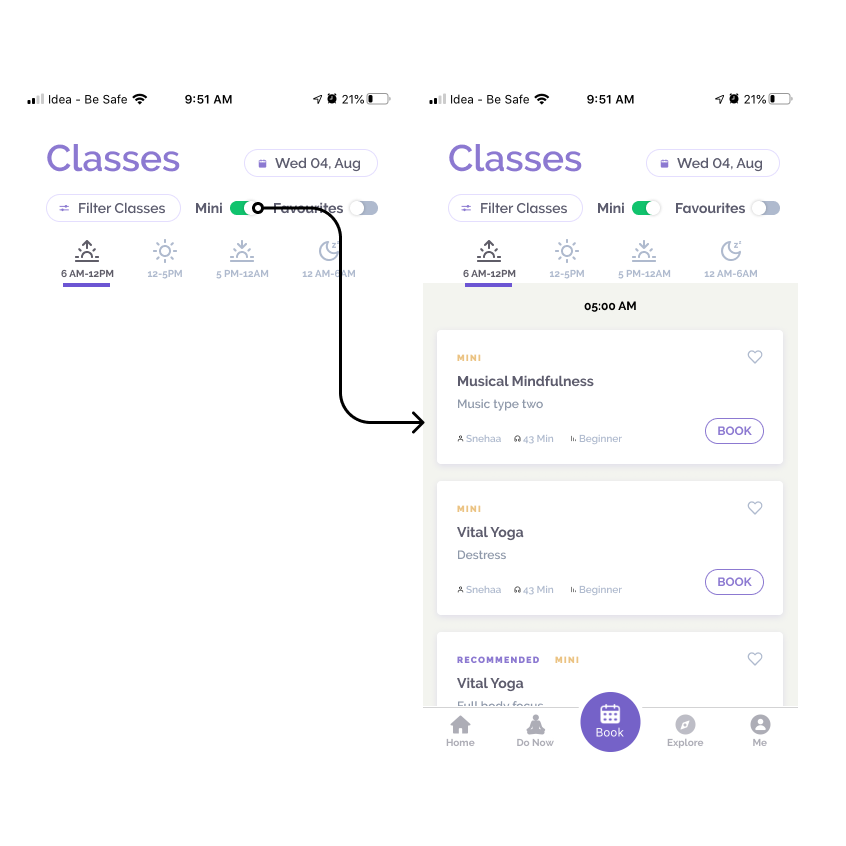 Idea - Be Safe 9:51 AM 21%
Classes
Wed 04, Aug
Filter Classes Mini Favourites
6 AM-12PM 12-5PM 5 PM-12AM 12 AM-6AM
Idea - Be Safe 9:51 AM 21%
Classes
Wed 04, Aug
Filter Classes Mini Favourites
6 AM-12PM 12-5PM 5 PM-12AM 12 AM-6AM
05:00 AM
MINI
Musical Mindfulness
Music type two
Snehaa 43 Min Beginner
BOOK
MINI
Vital Yoga
Destress
Snehaa 43 Min Beginner
BOOK
RECOMMENDED MINI
Vital Yoga
Full body focus
Home Do Now Book Explore Me